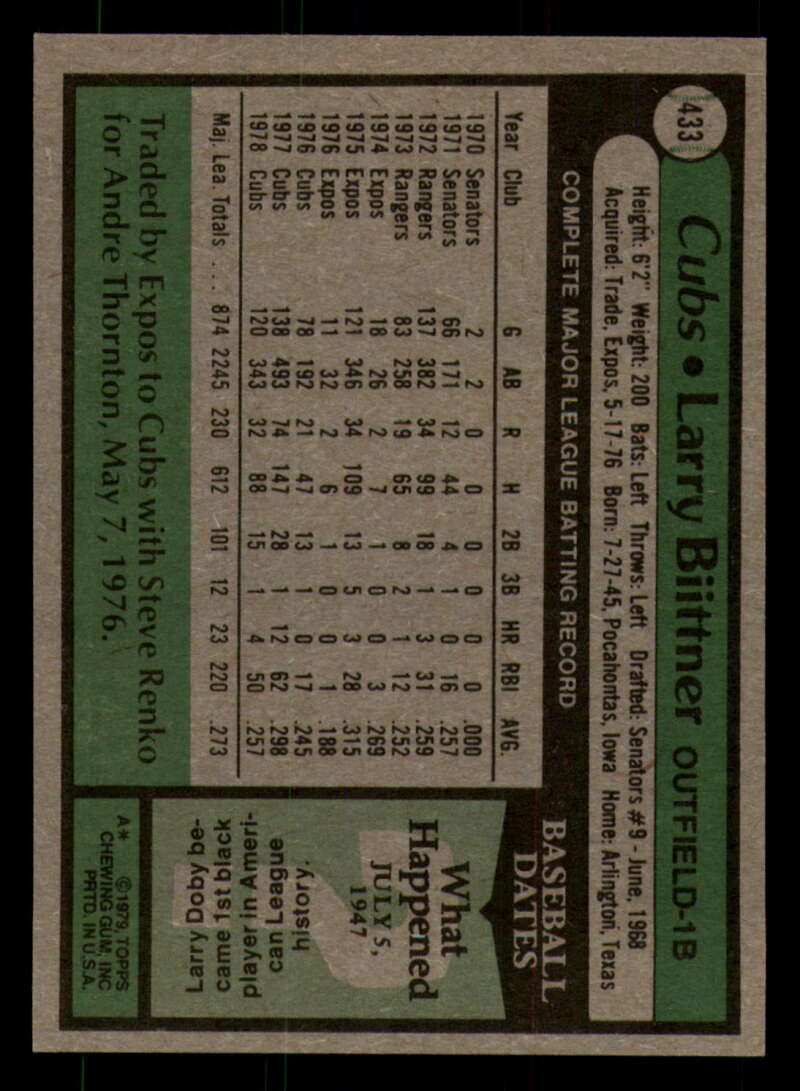 433
Cubs • Larry Biittner OUTFIELD-1B
Height: 6'2" Weight: 200 Bats: Left Throws: Left Drafted: Senators #9 - June, 1968
Acquired: Trade, Expos, 5-17-76 Born: 7-27-45, Pocahontas, Iowa Home: Arlington, Texas
COMPLETE MAJOR LEAGUE BATTING RECORD
Year Club G AB R H 2B 3B HR RBI AVG.
1970 Senators 2 2 0 0 0 0 0 0 .000
1971 Senators 66 171 12 44 4 1 0 16 .257
1972 Rangers 137 382 34 99 18 1 3 31 .259
1973 Rangers 83 258 19 65 8 2 1 12 .252
1974 Expos 18 26 2 7 1 0 0 3 .269
1975 Expos 121 346 34 109 13 5 3 28 .315
1976 Expos 11 32 2 6 1 0 0 1 .188
1976 Cubs 78 192 21 47 13 1 0 17 .245
1977 Cubs 138 493 74 147 28 1 12 62 .298
1978 Cubs 120 343 32 88 15 1 4 50 .257
Maj. Lea. Totals . . . 874 2245 230 612 101 12 23 220 .273
Traded by Expos to Cubs with Steve Renko
for Andre Thornton, May 7, 1976.
BASEBALL
DATES
What
Happened
JULY 5,
1947
?
Larry Doby be-
came 1st black
player in Ameri-
can League
history.
A* ©1979, TOPPS
CHEWING GUM, INC
PRTD. IN U.S.A.